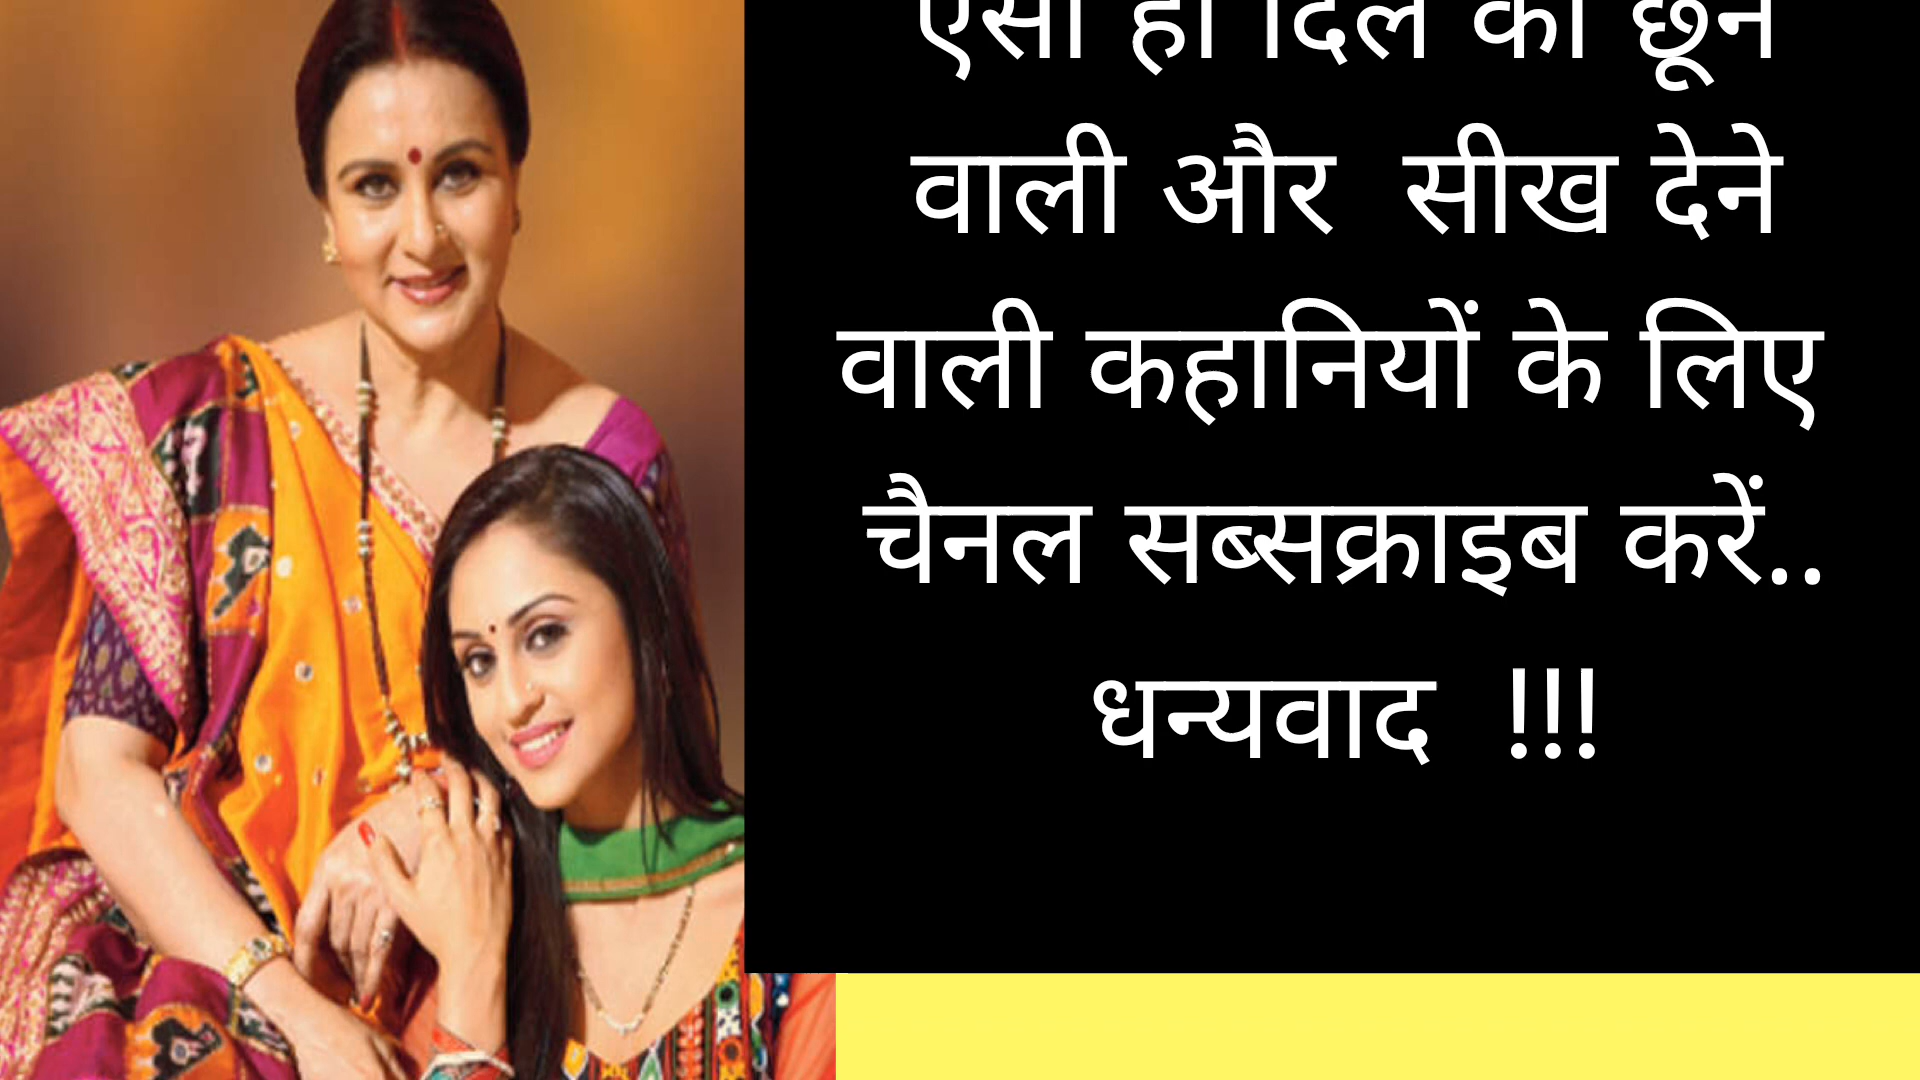 ऐसी ही दिल को छूने
वाली और सीख देने
वाली कहानियों के लिए
चैनल सब्सक्राइब करें..
धन्यवाद !!!